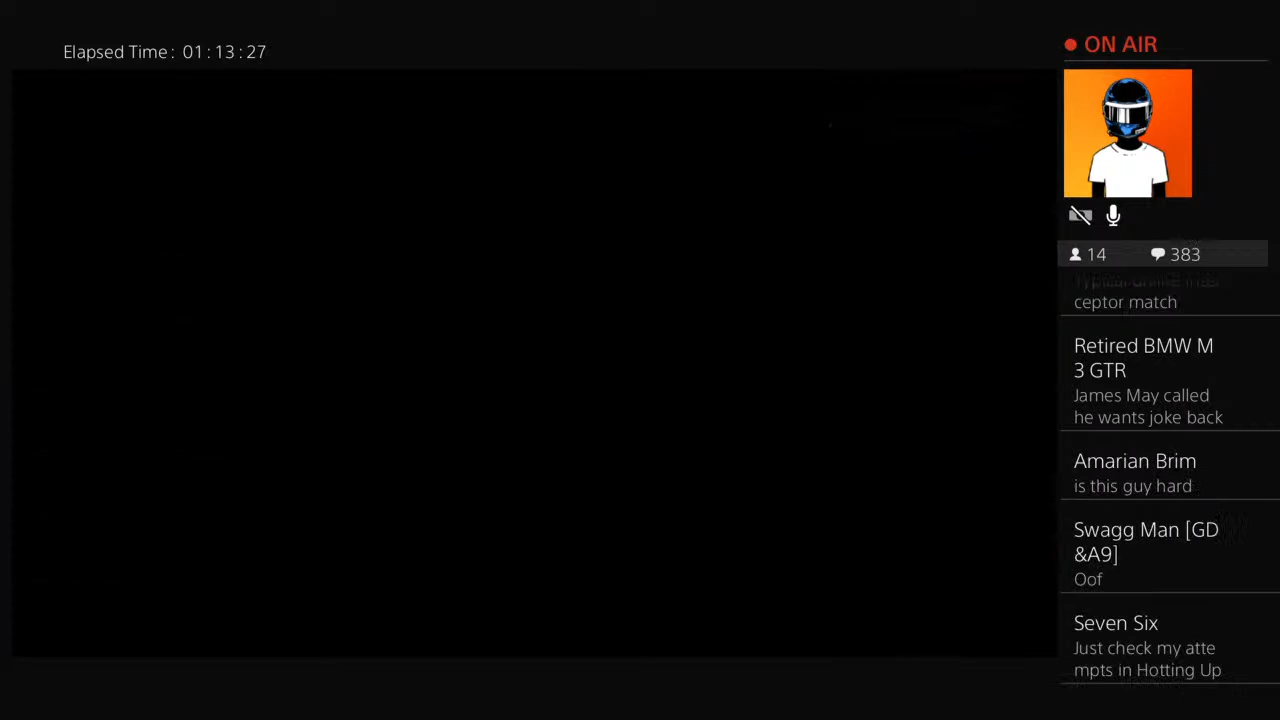 Elapsed Time: 01:13:27
ON AIR
14 383
ceptor match
Retired BMW M
3 GTR
James May called
he wants joke back
Amarian Brim
is this guy hard
Swagg Man [GD
&A9]
Oof
Seven Six
Just check my atte
mpts in Hotting Up